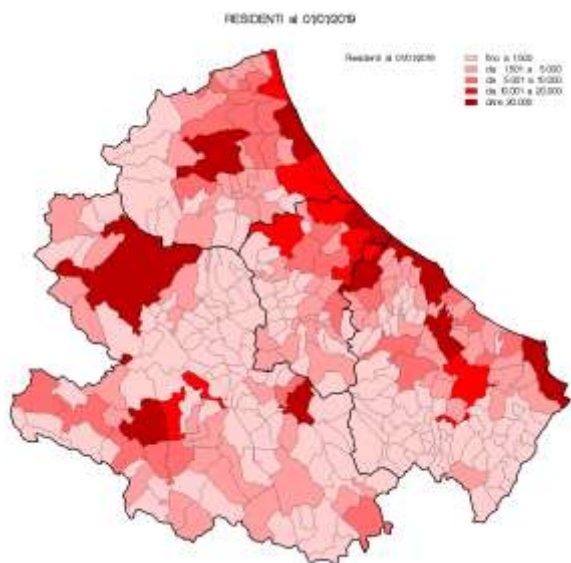 RESIDENTI al 01/01/2019
Residenti al 01/01/2019
fino a 1.500
da 1.501 a 5.000
da 5.001 a 10.000
da 10.001 a 20.000
oltre 20.000